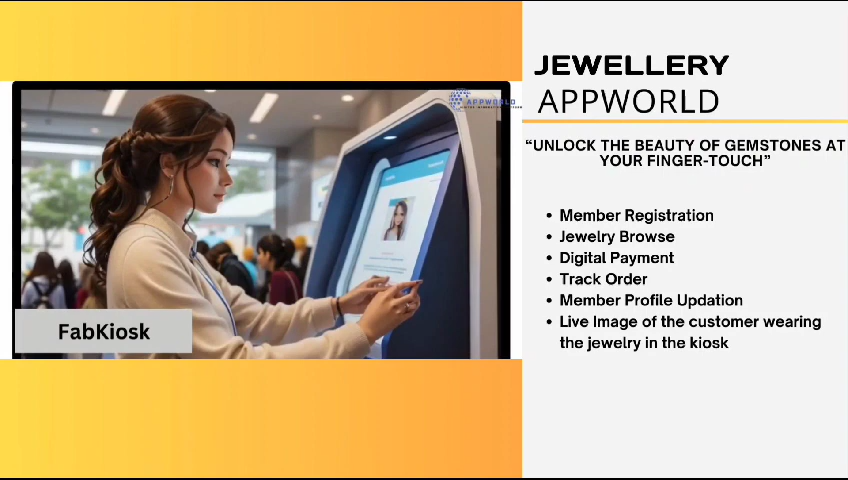 JEWELLERY
APPWORLD
“UNLOCK THE BEAUTY OF GEMSTONES AT
YOUR FINGER-TOUCH”
• Member Registration
• Jewelry Browse
• Digital Payment
• Track Order
• Member Profile Updation
• Live Image of the customer wearing
the jewelry in the kiosk
APPWORLD
FabKiosk